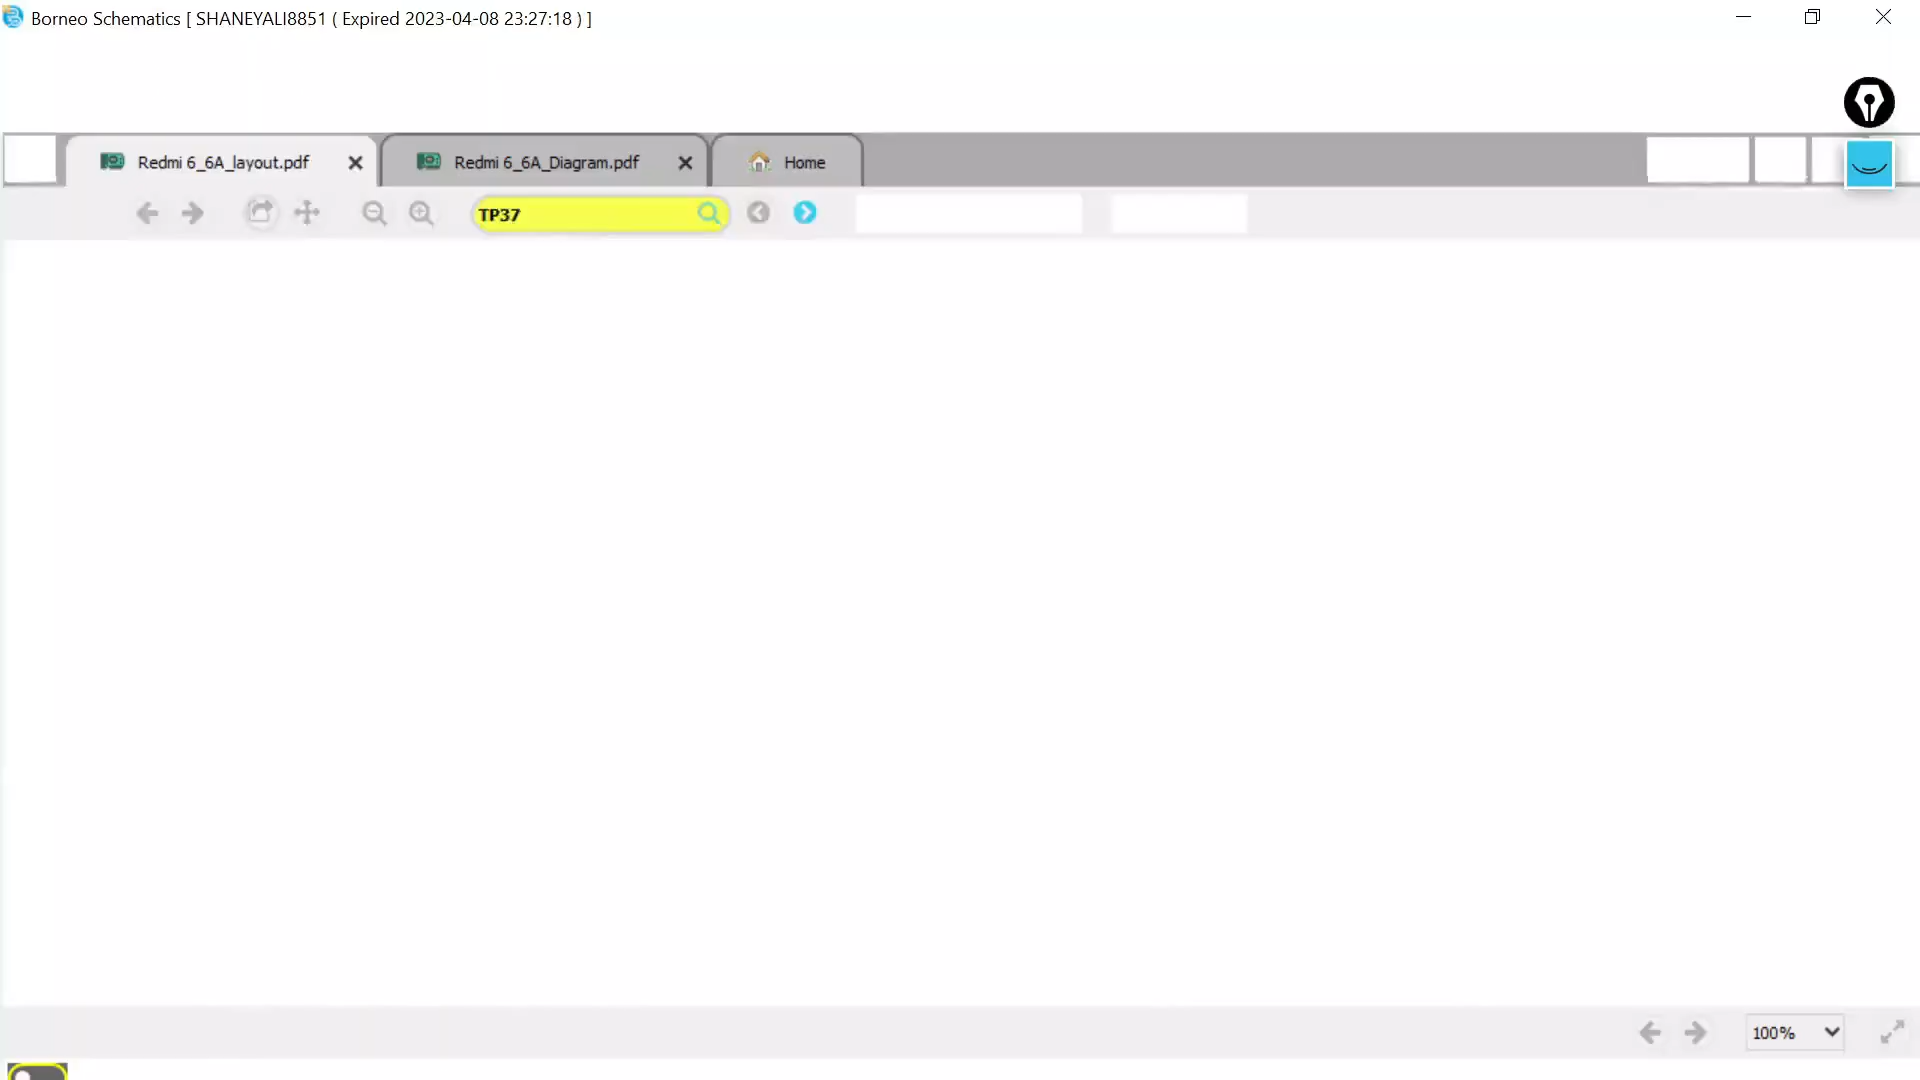 Borneo Schematics [ SHANEYALI8851 ( Expired 2023-04-08 23:27:18 ) ]
Redmi 6_6A_layout.pdf
Redmi 6_6A_Diagram.pdf
Home
TP37
100%